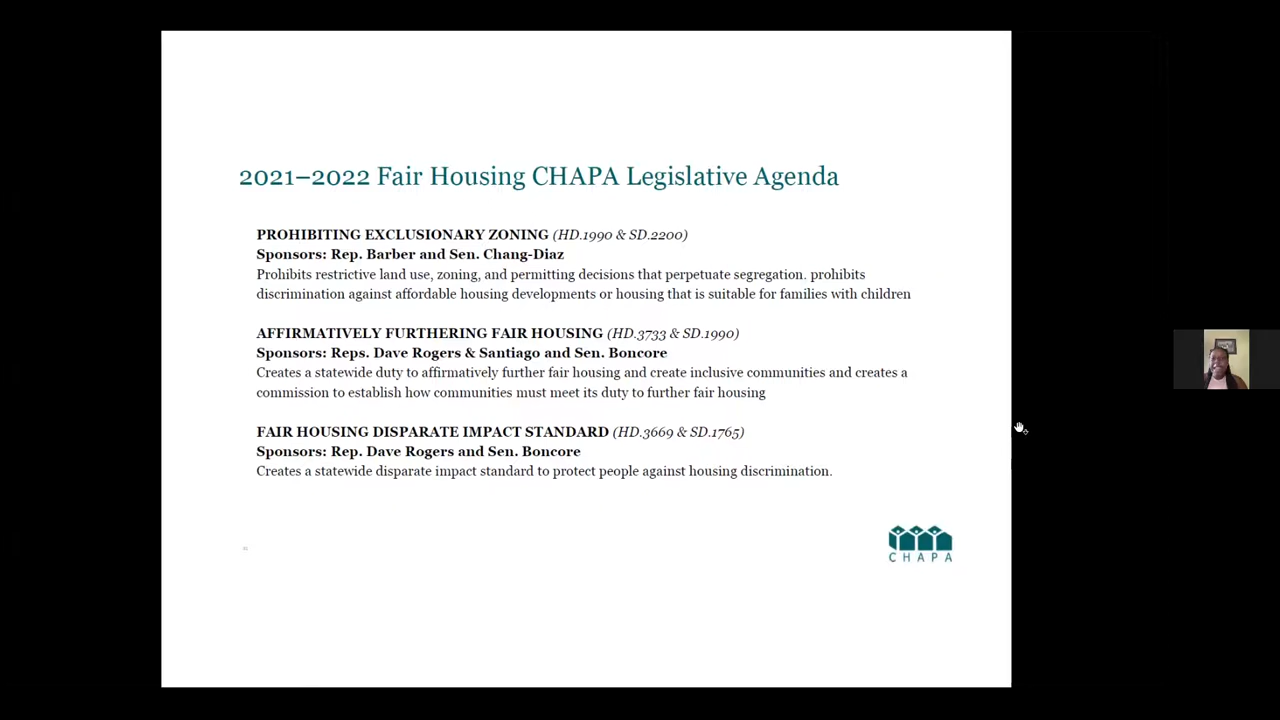 2021–2022 Fair Housing CHAPA Legislative Agenda
PROHIBITING EXCLUSIONARY ZONING (HD.1990 & SD.2200)
Sponsors: Rep. Barber and Sen. Chang-Diaz
Prohibits restrictive land use, zoning, and permitting decisions that perpetuate segregation. prohibits
discrimination against affordable housing developments or housing that is suitable for families with children
AFFIRMATIVELY FURTHERING FAIR HOUSING (HD.3733 & SD.1990)
Sponsors: Reps. Dave Rogers & Santiago and Sen. Boncore
Creates a statewide duty to affirmatively further fair housing and create inclusive communities and creates a
commission to establish how communities must meet its duty to further fair housing
FAIR HOUSING DISPARATE IMPACT STANDARD (HD.3669 & SD.1765)
Sponsors: Rep. Dave Rogers and Sen. Boncore
Creates a statewide disparate impact standard to protect people against housing discrimination.
CHAPA